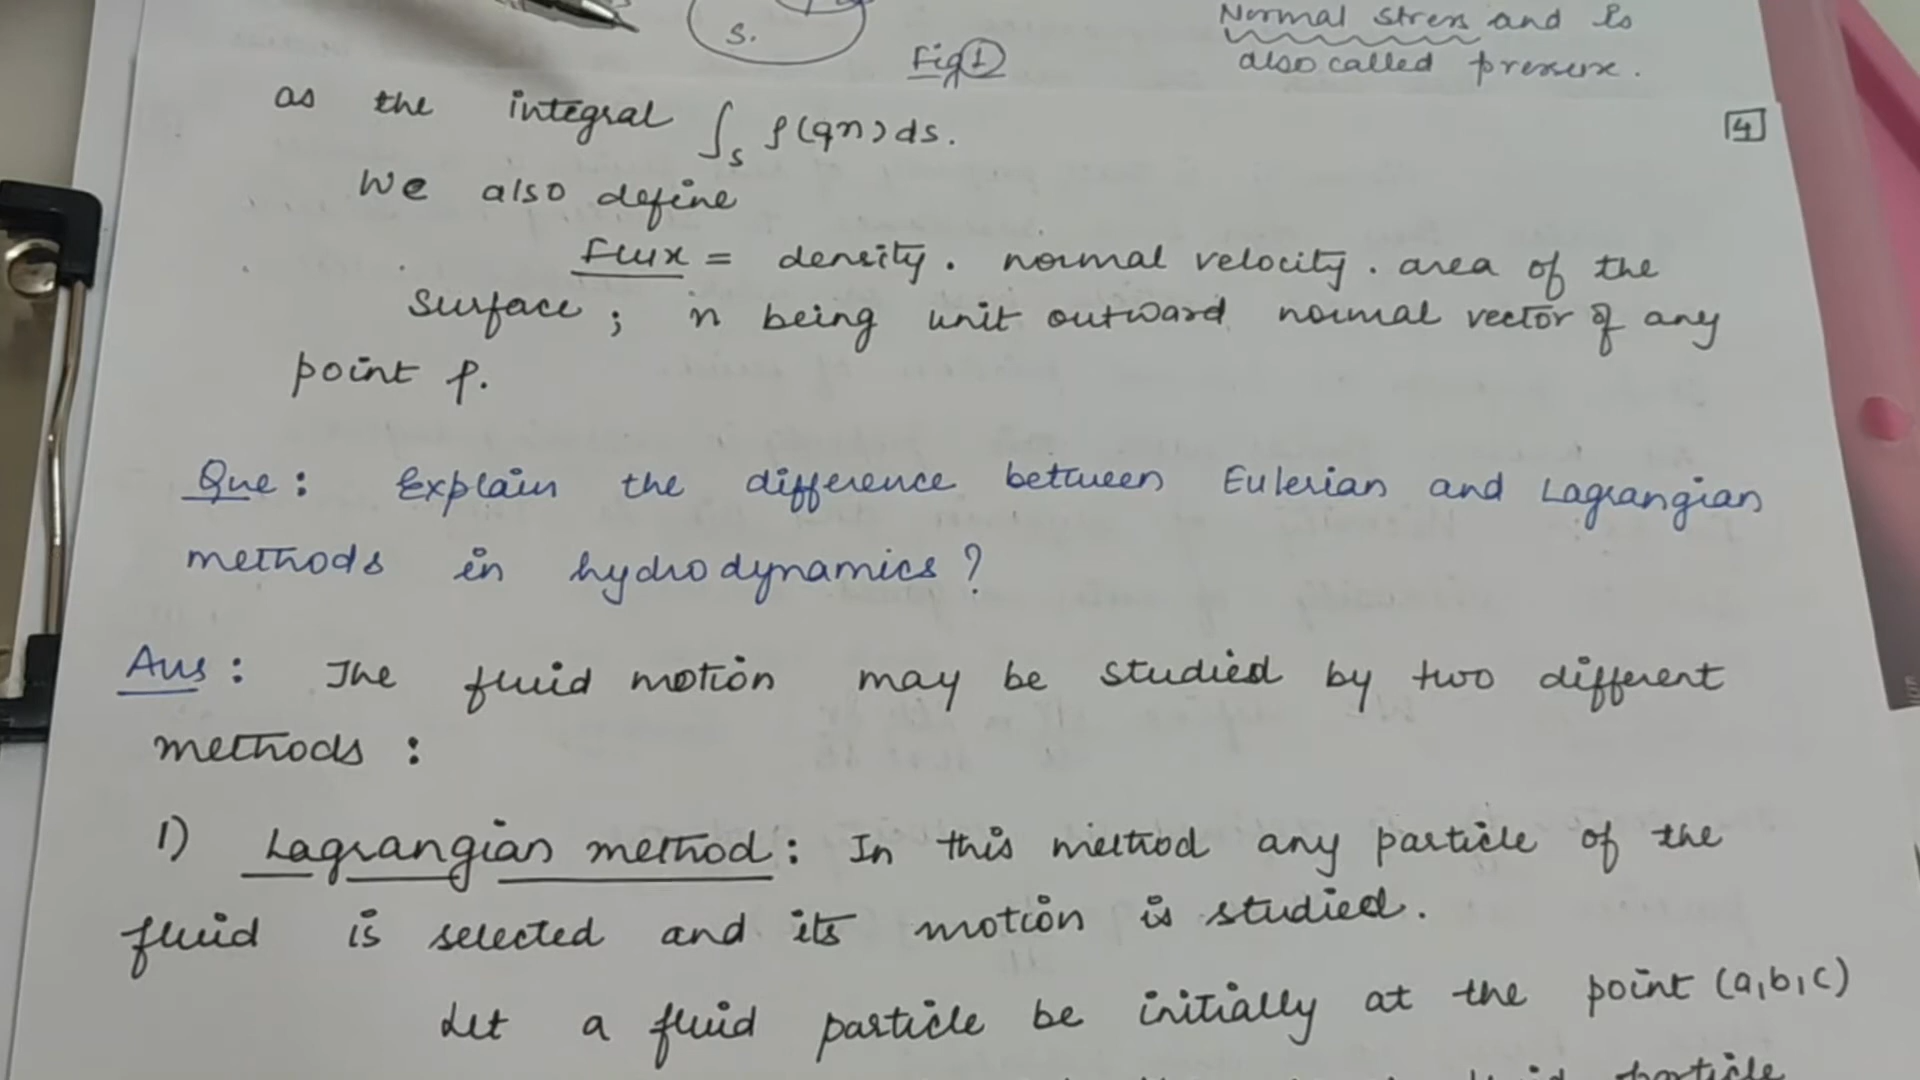 s.
Fig 1
Normal stress and is
also called pressure.
4
as the integral ∫s ρ(qn)ds.
We also define
Flux = density. normal velocity. area of the
surface; n being unit outward normal vector of any
point P.
Que: Explain the difference between Eulerian and Lagrangian
methods in hydrodynamics?
Ans: The fluid motion may be studied by two different
methods:
1) Lagrangian method: In this method any particle of the
fluid is selected and its motion is studied.
Let a fluid particle be initially at the point (a,b,c)
fluid particle